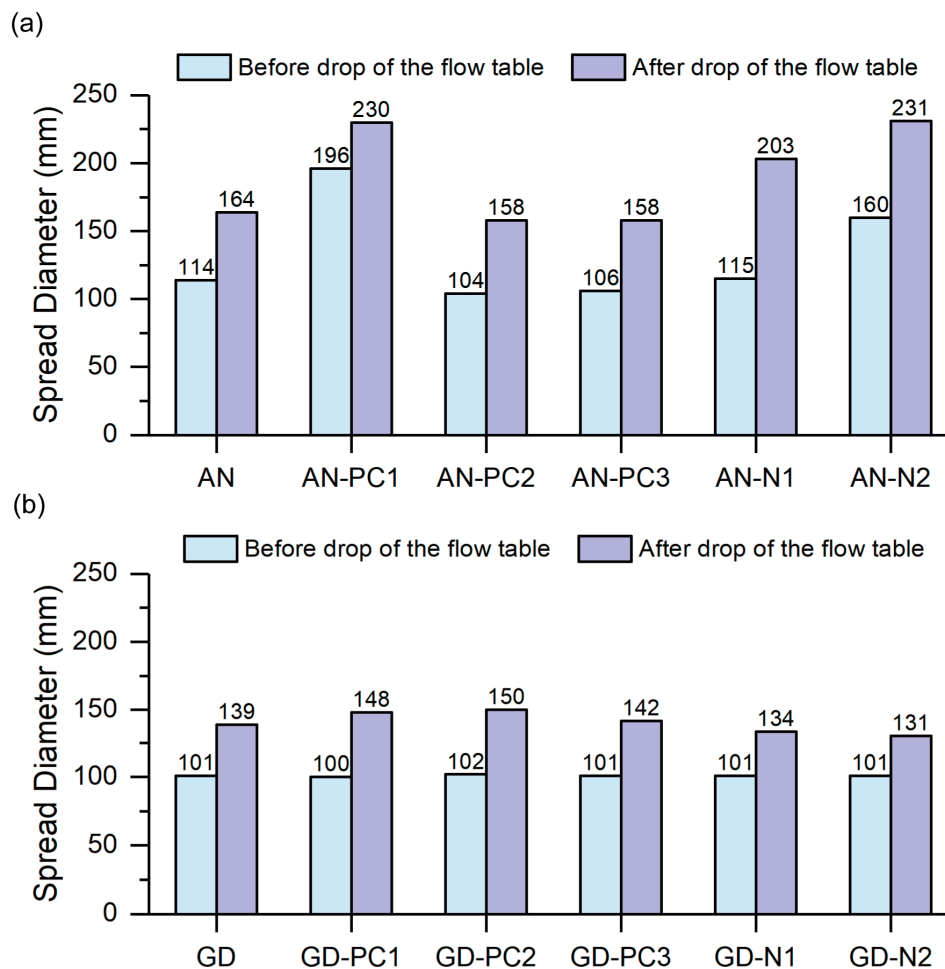 (a)
Before drop of the flow table After drop of the flow table
250
200
150
100
50
0
Spread Diameter (mm)
114 164 196 230 104 158 106 158 115 203 160 231
AN AN-PC1 AN-PC2 AN-PC3 AN-N1 AN-N2
(b)
Before drop of the flow table After drop of the flow table
250
200
150
100
50
0
Spread Diameter (mm)
101 139 100 148 102 150 101 142 101 134 101 131
GD GD-PC1 GD-PC2 GD-PC3 GD-N1 GD-N2